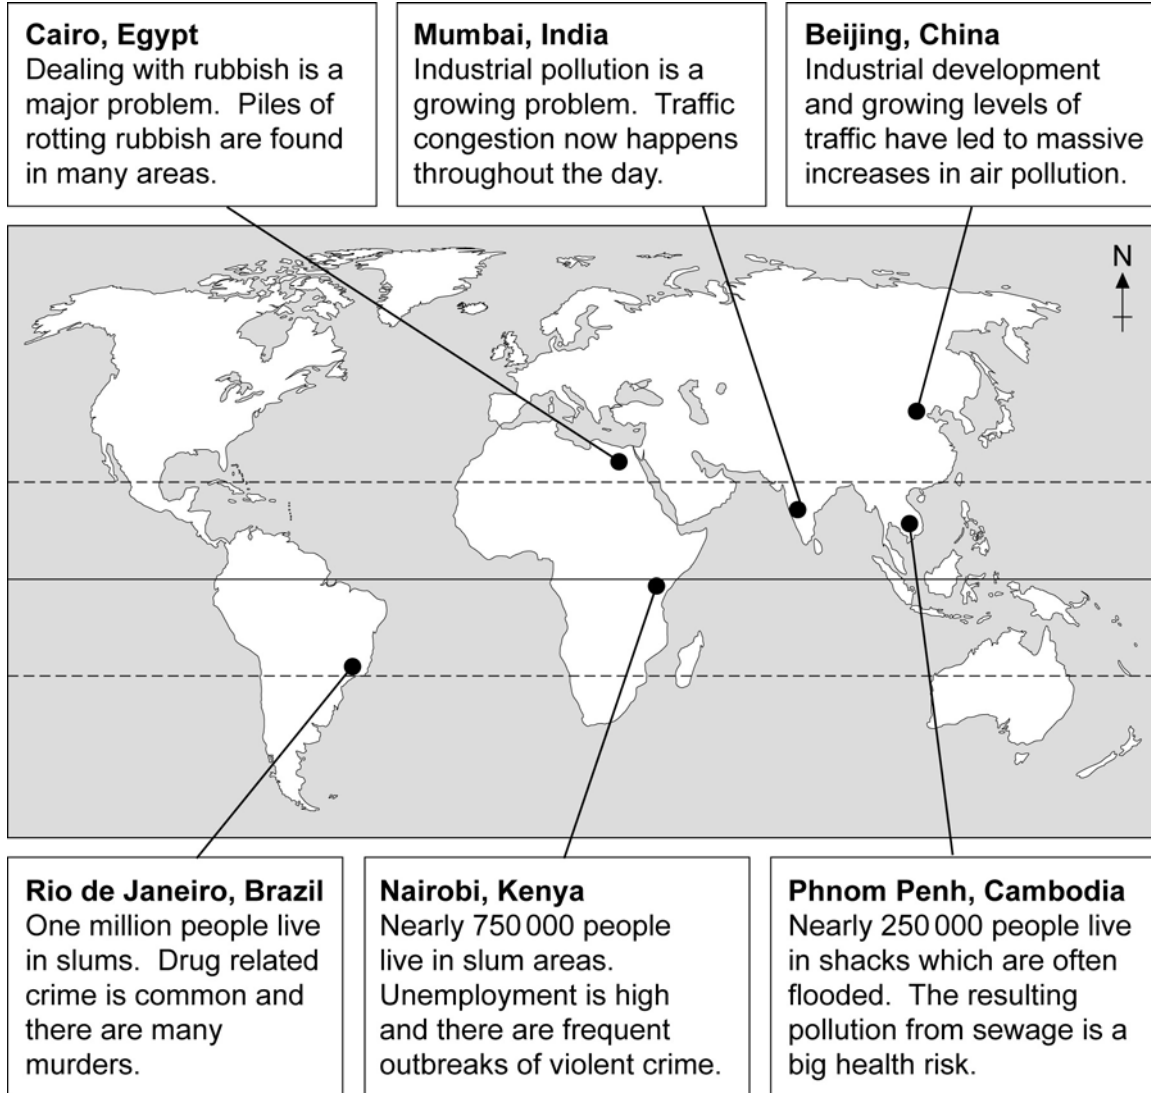 Cairo, Egypt
Dealing with rubbish is a
major problem. Piles of
rotting rubbish are found
in many areas.
Mumbai, India
Industrial pollution is a
growing problem. Traffic
congestion now happens
throughout the day.
Beijing, China
Industrial development
and growing levels of
traffic have led to massive
increases in air pollution.
N
Rio de Janeiro, Brazil
One million people live
in slums. Drug related
crime is common and
there are many
murders.
Nairobi, Kenya
Nearly 750 000 people
live in slum areas.
Unemployment is high
and there are frequent
outbreaks of violent crime.
Phnom Penh, Cambodia
Nearly 250 000 people live
in shacks which are often
flooded. The resulting
pollution from sewage is a
big health risk.